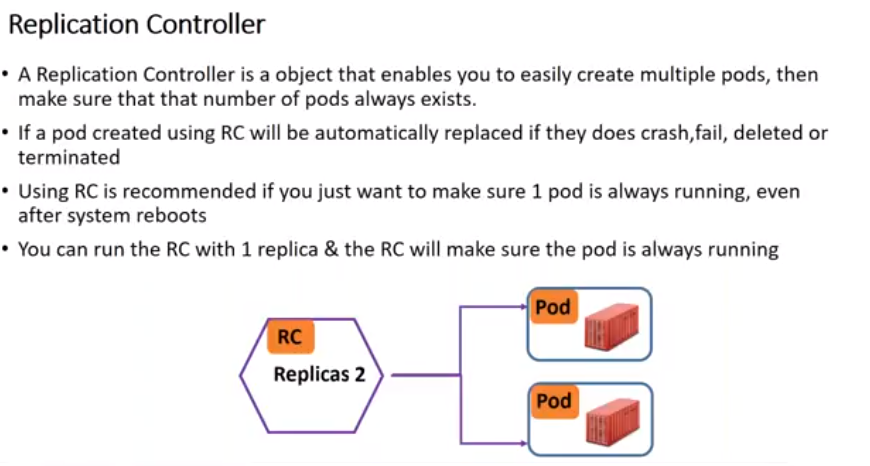 Replication Controller
• A Replication Controller is a object that enables you to easily create multiple pods, then
make sure that that number of pods always exists.
• If a pod created using RC will be automatically replaced if they does crash,fail, deleted or
terminated
• Using RC is recommended if you just want to make sure 1 pod is always running, even
after system reboots
• You can run the RC with 1 replica & the RC will make sure the pod is always running
Pod
RC
Replicas 2
Pod